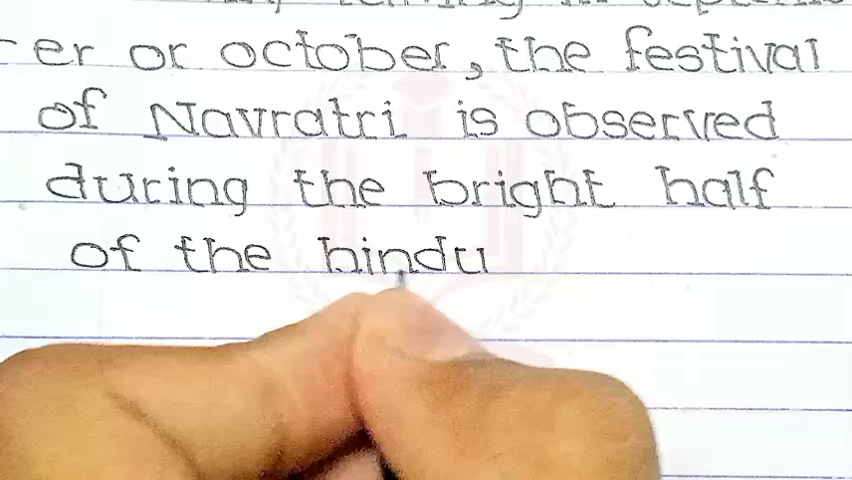 er or october, the festival
of Navratri is observed
during the bright half
of the hindu